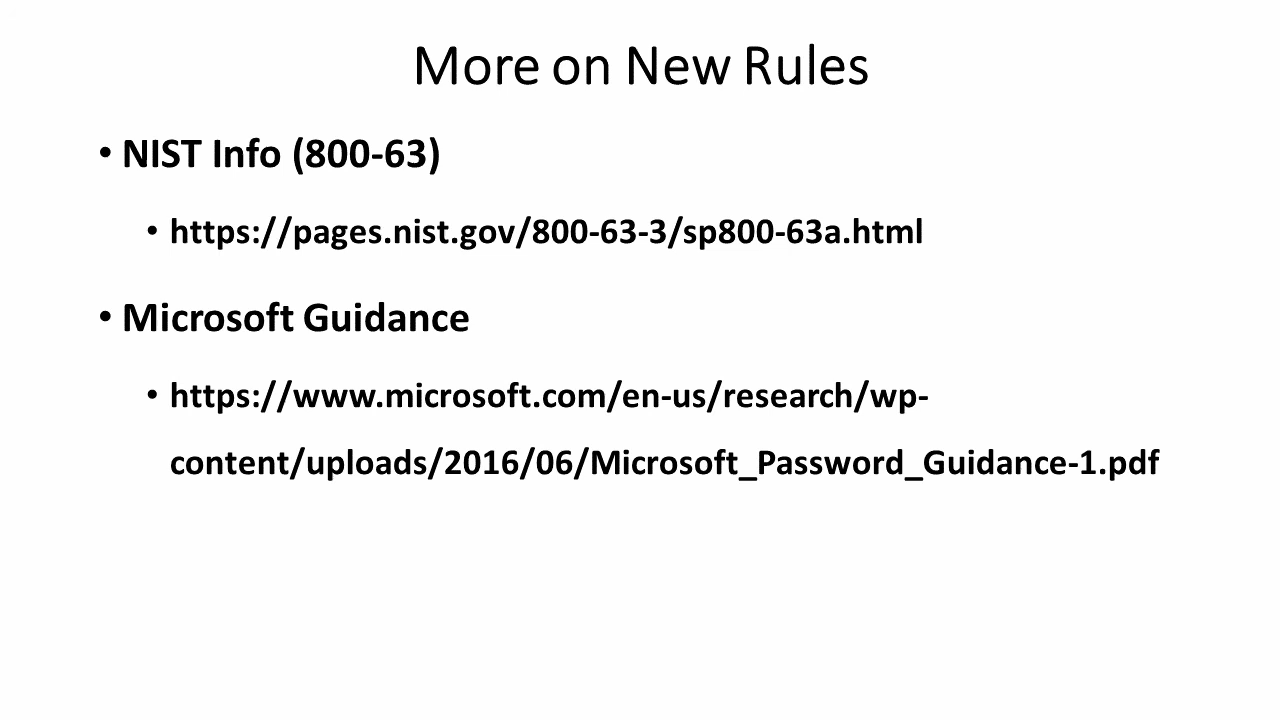 More on New Rules
• NIST Info (800-63)
• https://pages.nist.gov/800-63-3/sp800-63a.html
• Microsoft Guidance
• https://www.microsoft.com/en-us/research/wp-
content/uploads/2016/06/Microsoft_Password_Guidance-1.pdf